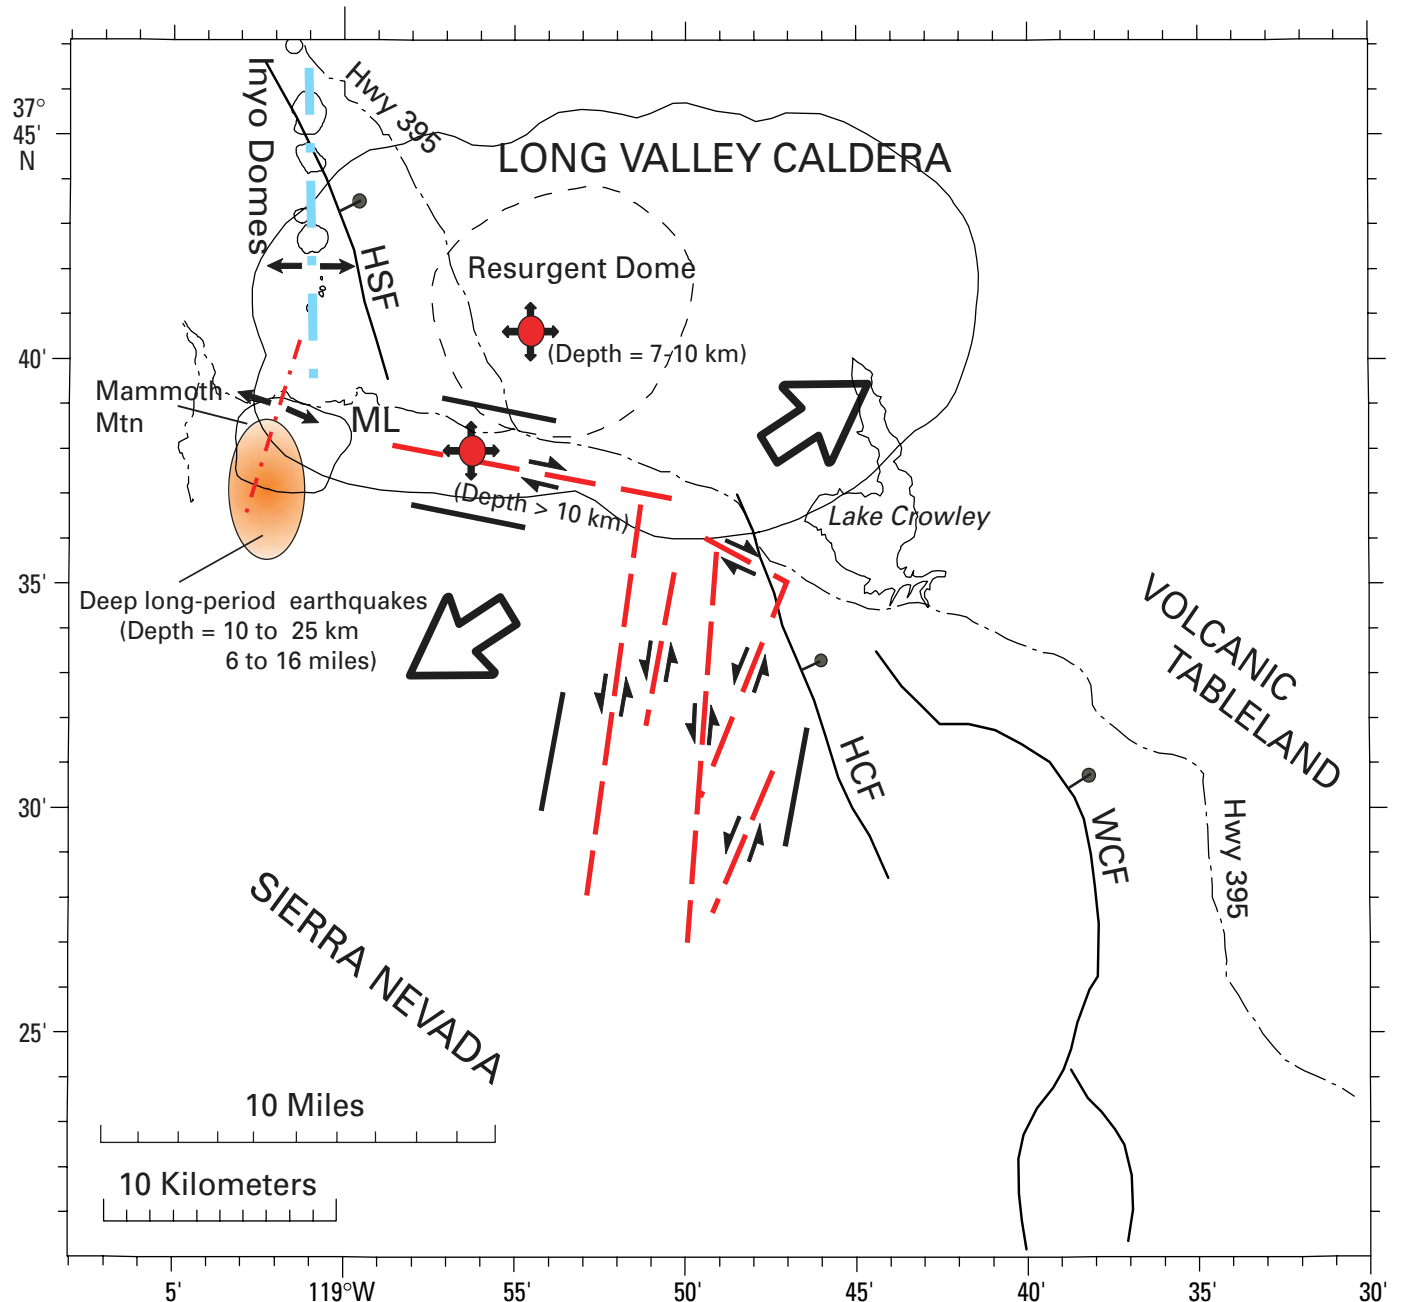 37°
45'
N
40'
35'
30'
25'
Inyo Domes
Hwy 395
LONG VALLEY CALDERA
HSF
Resurgent Dome
(Depth = 7-10 km)
Mammoth
Mtn
ML
(Depth > 10 km)
Lake Crowley
Deep long-period earthquakes
(Depth = 10 to 25 km
6 to 16 miles)
VOLCANIC
TABLELAND
HCF
WCF
Hwy 395
SIERRA NEVADA
10 Miles
10 Kilometers
5'
119°W
55'
50'
45'
40'
35'
30'